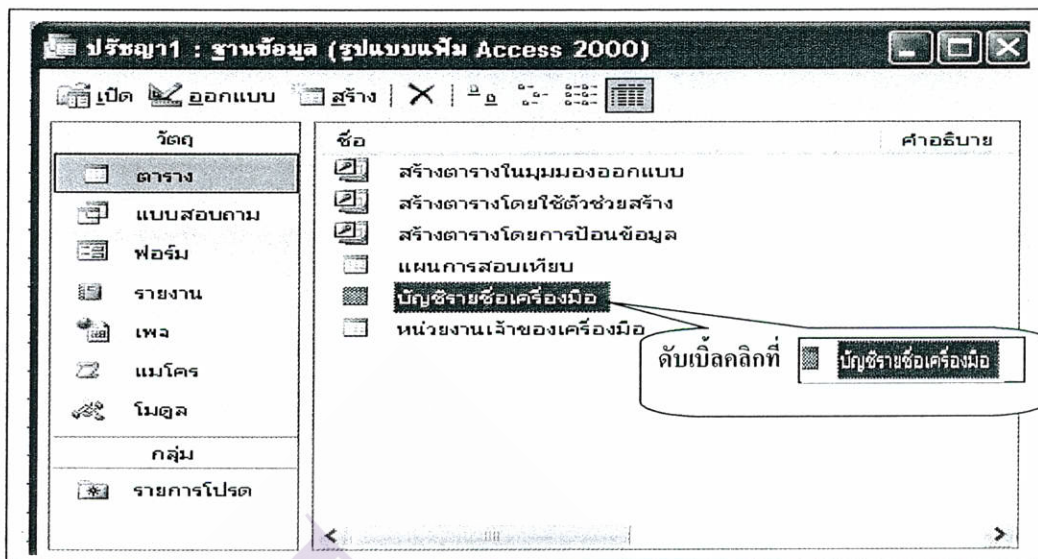 ปรัชญา1 : ฐานข้อมูล (รูปแบบแฟ้ม Access 2000)
เปิด ออกแบบ สร้าง
วัตถุ
ตาราง
แบบสอบถาม
ฟอร์ม
รายงาน
เพจ
แมโคร
โมดูล
กลุ่ม
รายการโปรด
ชื่อ คำอธิบาย
สร้างตารางในมุมมองออกแบบ
สร้างตารางโดยใช้ตัวช่วยสร้าง
สร้างตารางโดยการป้อนข้อมูล
แผนการสอบเทียบ
บัญชีรายชื่อเครื่องมือ
หน่วยงานเจ้าของเครื่องมือ
ดับเบิ้ลคลิกที่ บัญชีรายชื่อเครื่องมือ